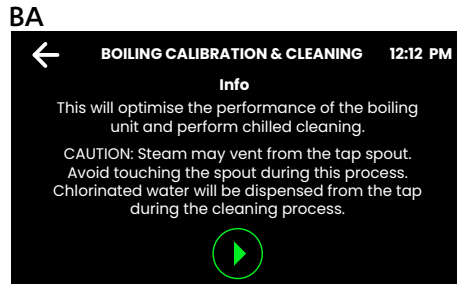 BA
BOILING CALIBRATION & CLEANING 12:12 PM
Info
This will optimise the performance of the boiling
unit and perform chilled cleaning.
CAUTION: Steam may vent from the tap spout.
Avoid touching the spout during this process.
Chlorinated water will be dispensed from the tap
during the cleaning process.